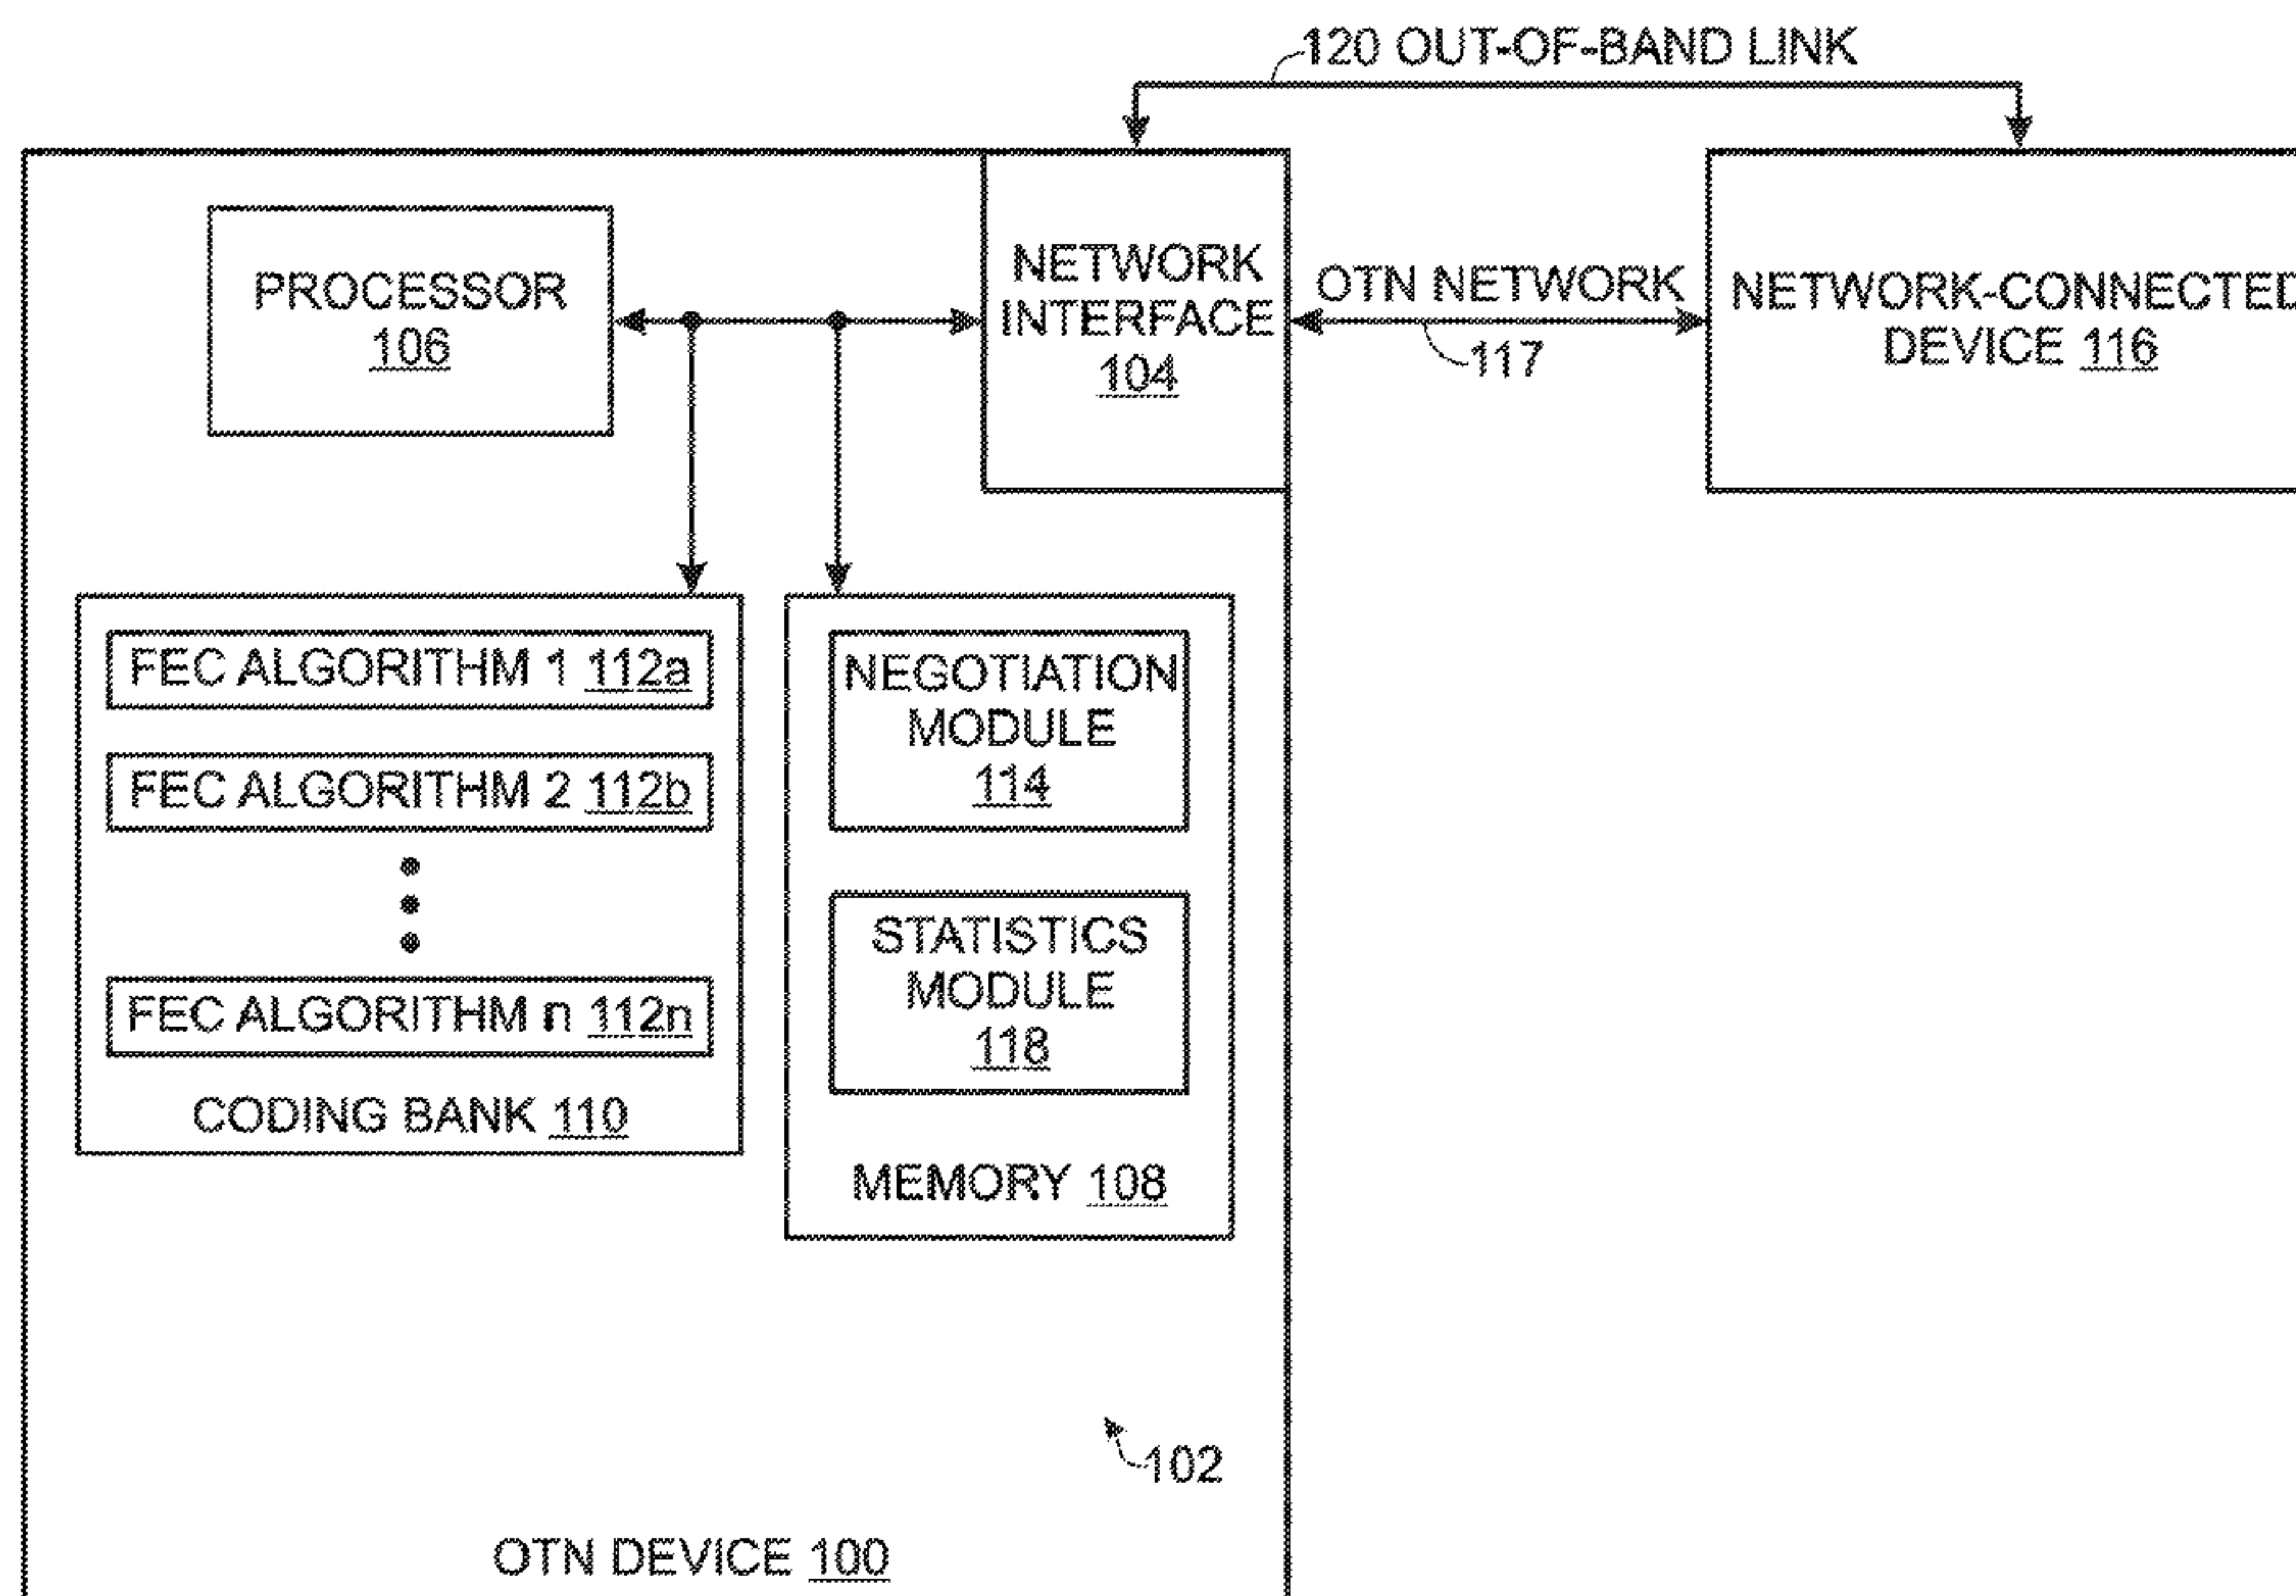 120 OUT-OF-BAND LINK
PROCESSOR
106
NETWORK
INTERFACE
104
OTN NETWORK
117
NETWORK-CONNECTED
DEVICE 116
FEC ALGORITHM 1 112a
FEC ALGORITHM 2 112b
FEC ALGORITHM n 112n
CODING BANK 110
NEGOTIATION
MODULE
114
STATISTICS
MODULE
118
MEMORY 108
102
OTN DEVICE 100